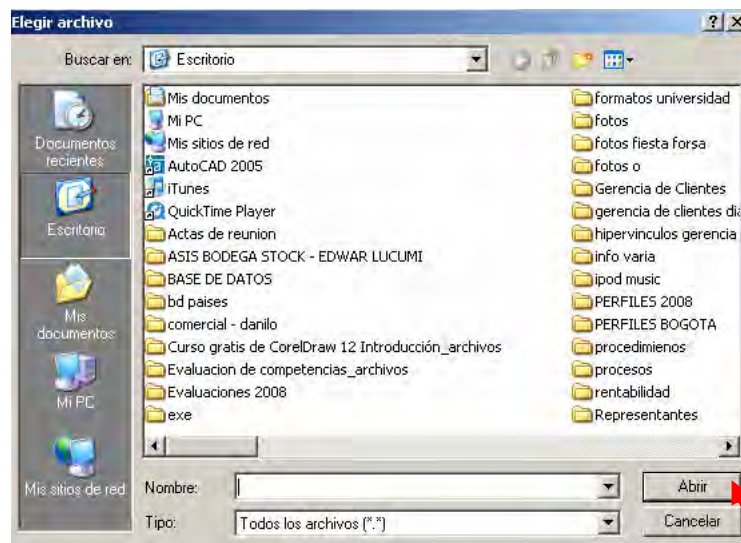 Elegir archivo
Buscar en: Escritorio
Documentos
recientes
Escritorio
Mis
documentos
Mi PC
Mis sitios de red
Mis documentos
Mi PC
Mis sitios de red
AutoCAD 2005
iTunes
QuickTime Player
Actas de reunion
ASIS BODEGA STOCK - EDWAR LUCUMI
BASE DE DATOS
bd paises
comercial - danilo
Curso gratis de CorelDraw 12 Introducción_archivos
Evaluacion de competencias_archivos
Evaluaciones 2008
exe
formatos universidad
fotos
fotos fiesta forsa
fotos o
Gerencia de Clientes
gerencia de clientes
hipervinculos gerencia
info varia
ipod music
PERFILES 2008
PERFILES BOGOTA
procedimienos
procesos
rentabilidad
Representantes
Nombre:
Abrir
Tipo: Todos los archivos (*.*)
Cancelar